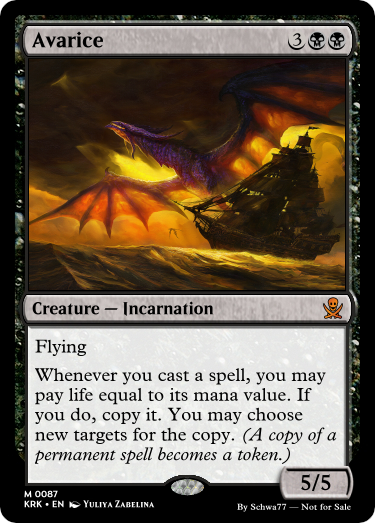 Avarice 3
Creature — Incarnation
Flying
Whenever you cast a spell, you may
pay life equal to its mana value. If
you do, copy it. You may choose
new targets for the copy. (A copy of a
permanent spell becomes a token.)
5/5
M 0087
KRK • EN Yuliya Zabelina
By Schwa77 — Not for Sale